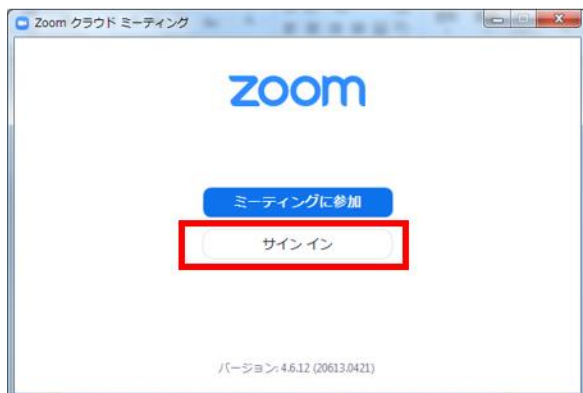 Zoom クラウド ミーティング
zoom
ミーティングに参加
サイン イン
バージョン: 4.6.12 (20613.0421)